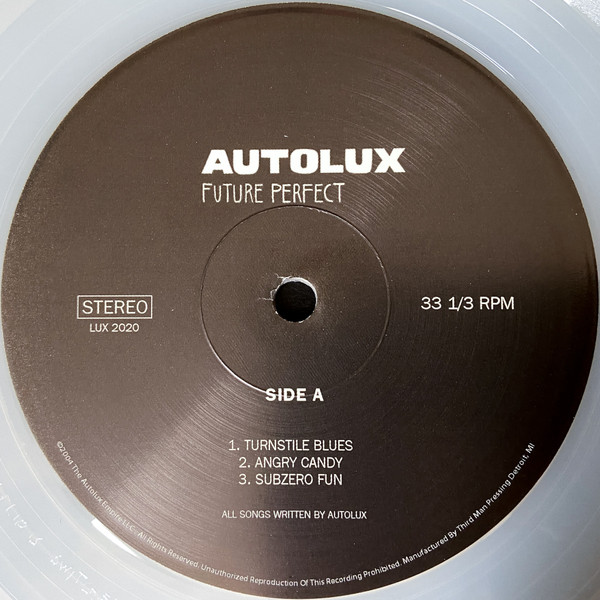 AUTOLUX
FUTURE PERFECT
STEREO
LUX 2020
33 1/3 RPM
SIDE A
1. TURNSTILE BLUES
2. ANGRY CANDY
3. SUBZERO FUN
ALL SONGS WRITTEN BY AUTOLUX
©2004 The Autolux Empire LLC. All Rights Reserved. Unauthorized Reproduction Of This Recording Prohibited. Manufactured By Third Man Pressing Detroit, MI